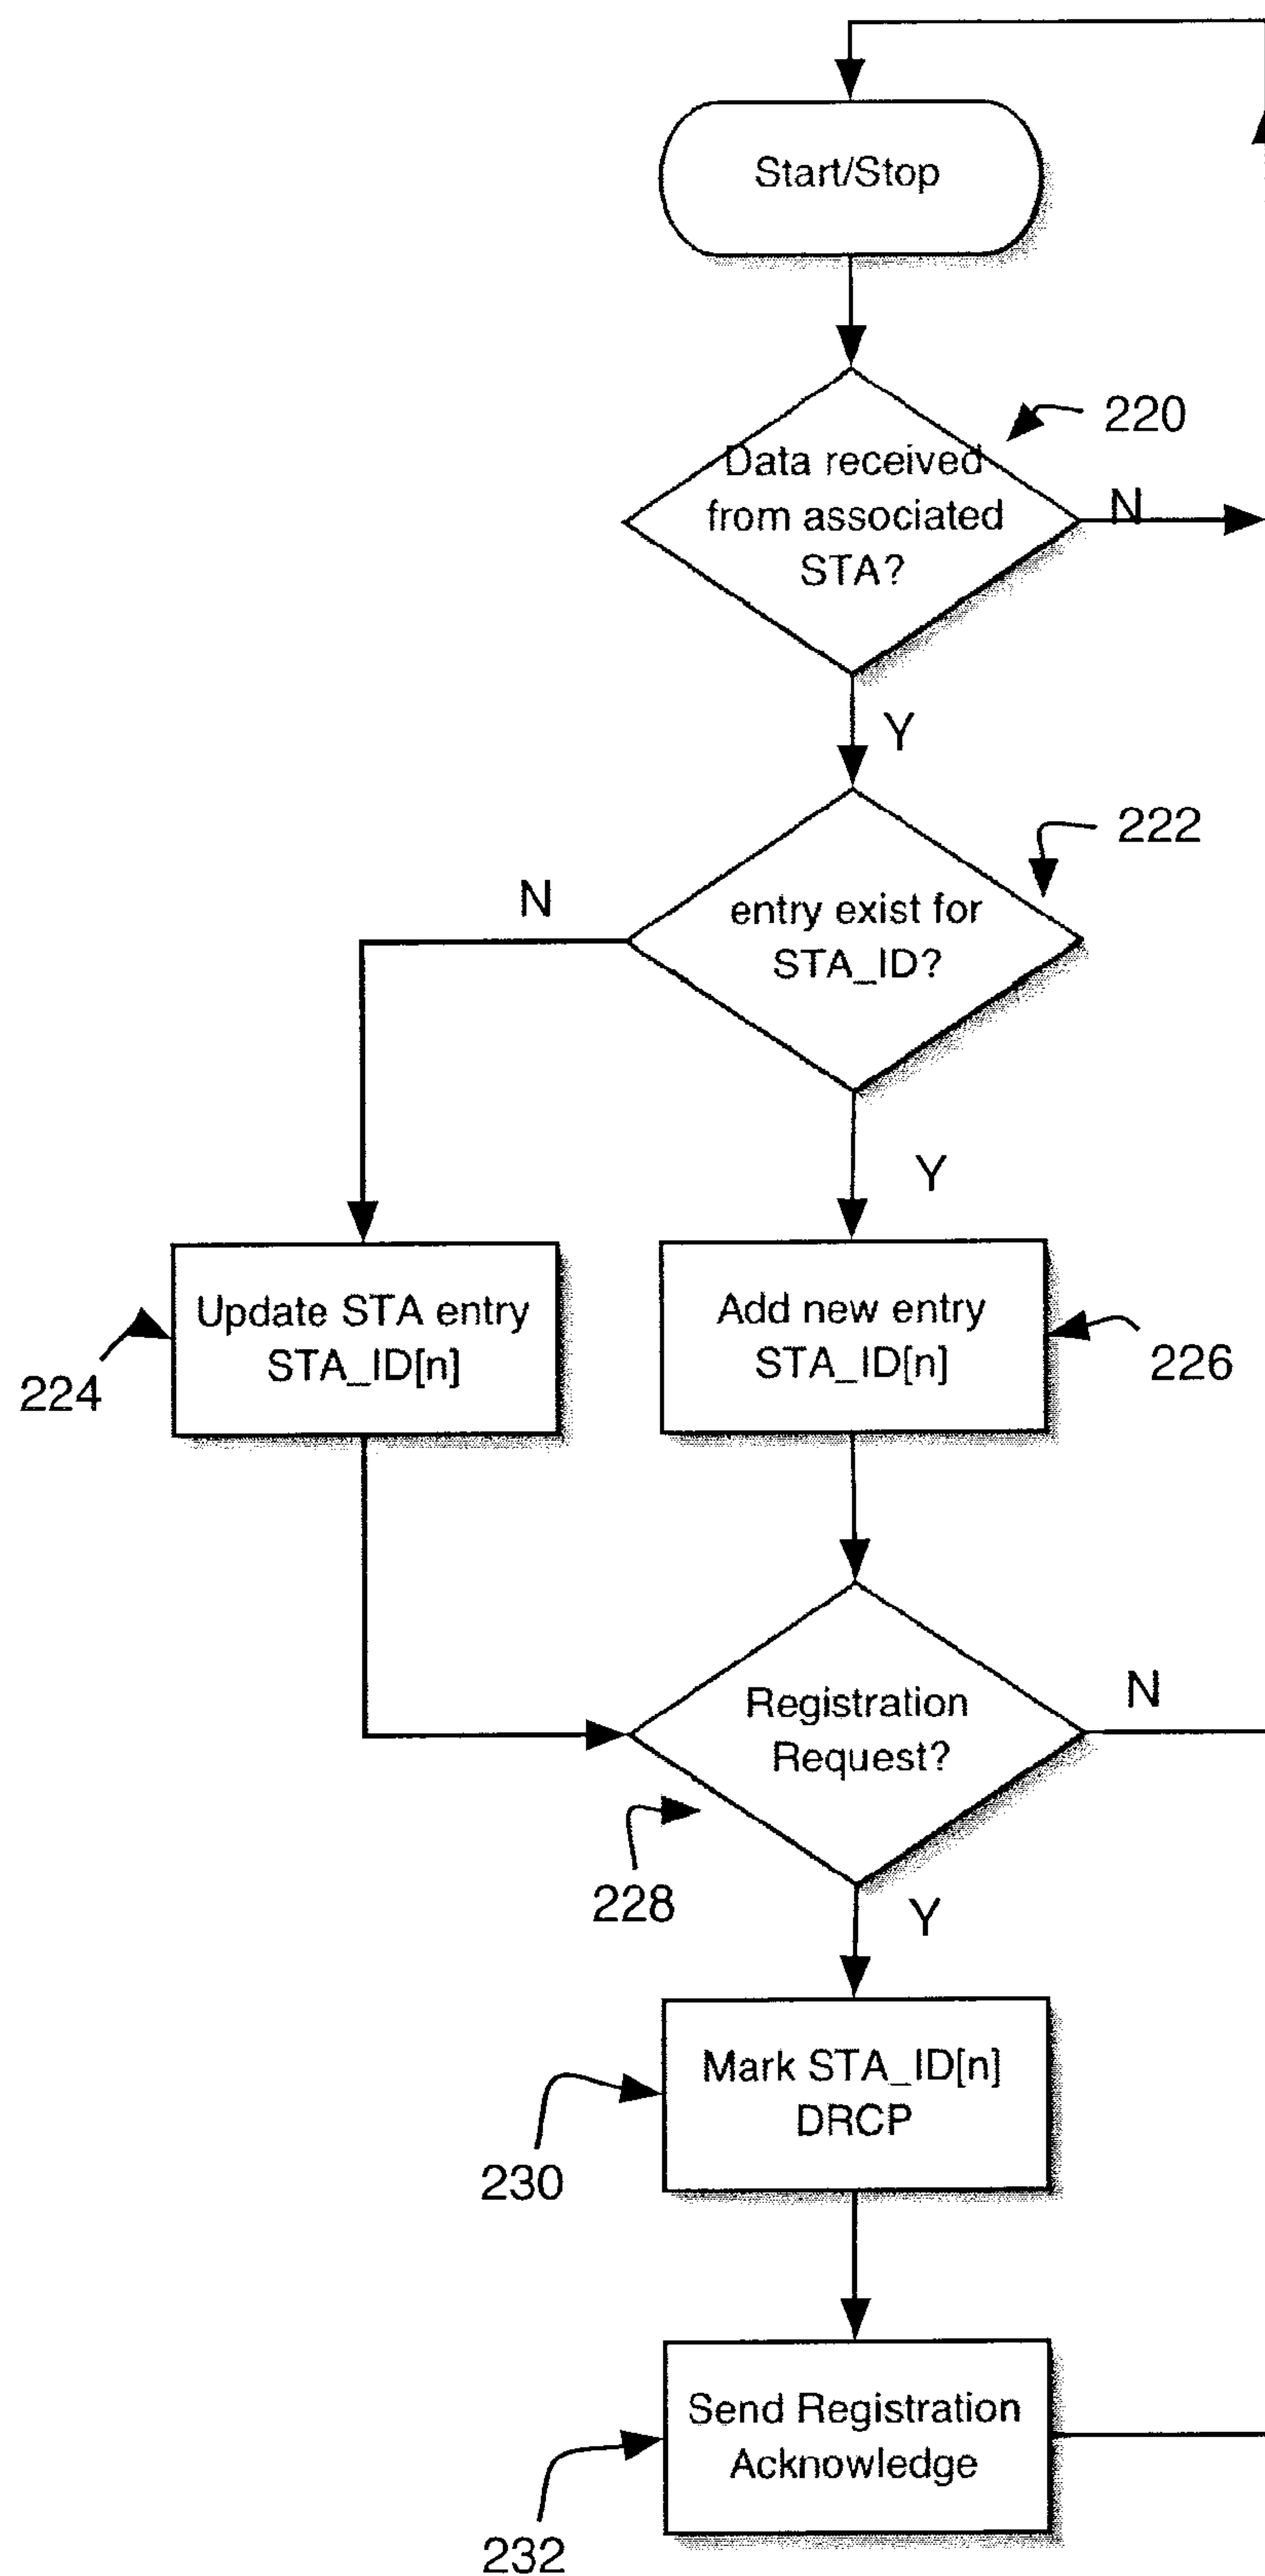 Start/Stop
220
Data received
from associated
STA?
N
Y
222
entry exist for
STA_ID?
N
Y
Update STA entry
STA_ID[n]
224
Add new entry
STA_ID[n]
226
Registration
Request?
N
228
Y
Mark STA_ID[n]
DRCP
230
Send Registration
Acknowledge
232